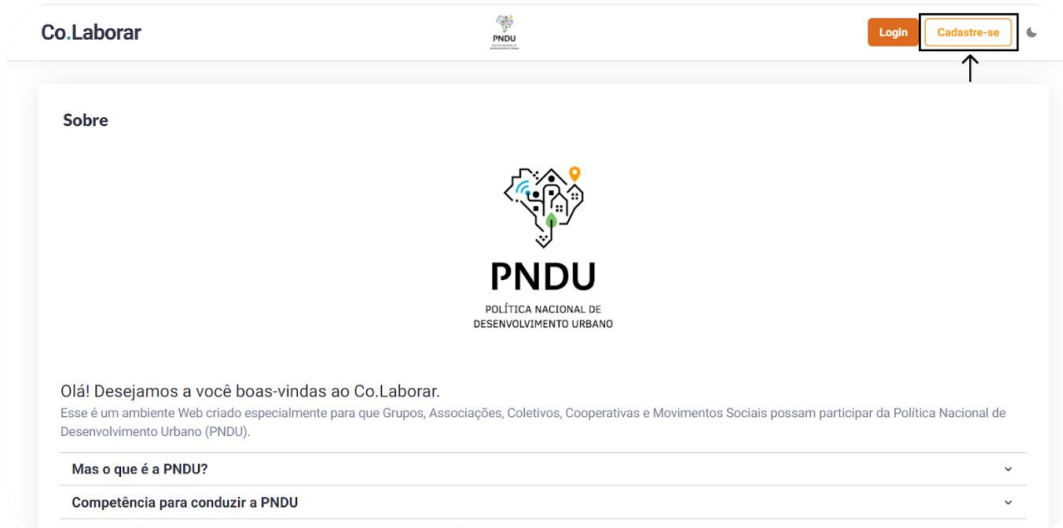 Co.Laborar
PNDU
Login
Cadastre-se
Sobre
PNDU
POLÍTICA NACIONAL DE
DESENVOLVIMENTO URBANO
Olá! Desejamos a você boas-vindas ao Co.Laborar.
Esse é um ambiente Web criado especialmente para que Grupos, Associações, Coletivos, Cooperativas e Movimentos Sociais possam participar da Política Nacional de
Desenvolvimento Urbano (PNDU).
Mas o que é a PNDU?
Competência para conduzir a PNDU